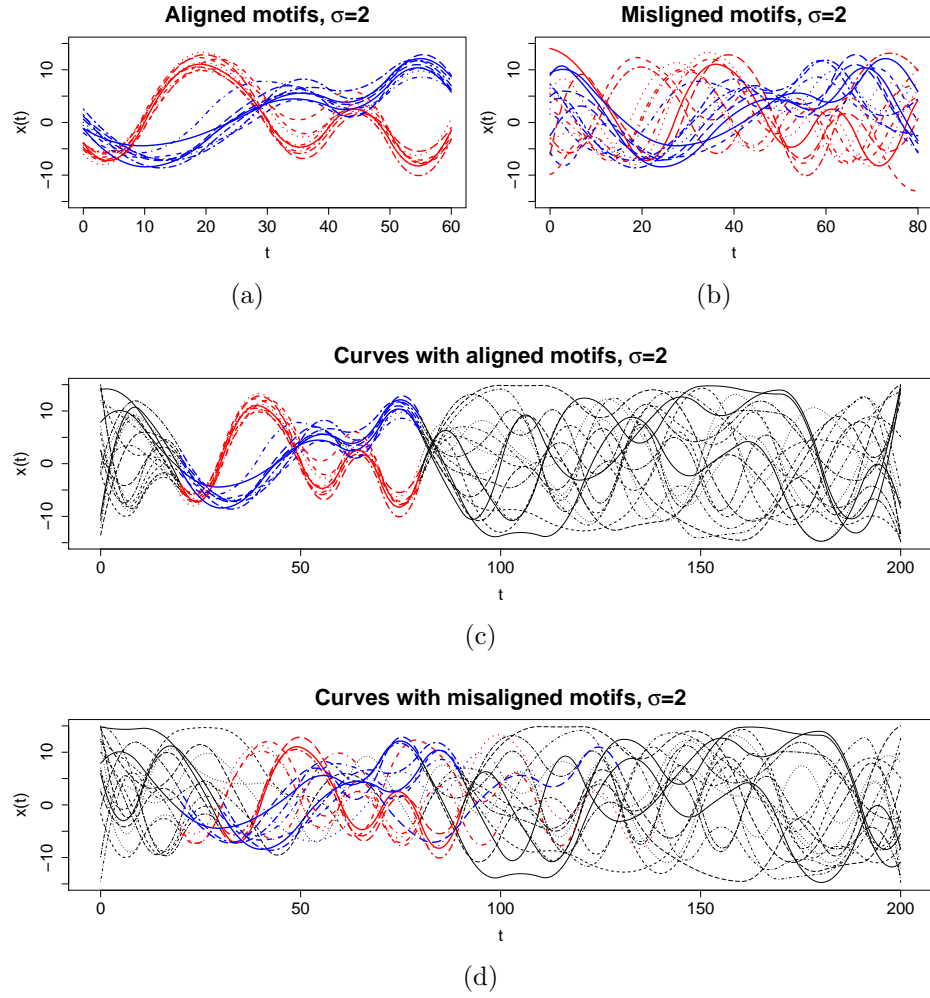 Aligned motifs, σ=2
x(t)
10
0
−10
0 10 20 30 40 50 60
t
(a)
Misligned motifs, σ=2
x(t)
10
0
−10
0 20 40 60 80
t
(b)
Curves with aligned motifs, σ=2
x(t)
10
0
−10
0 50 100 150 200
t
(c)
Curves with misaligned motifs, σ=2
x(t)
10
0
−10
0 50 100 150 200
t
(d)